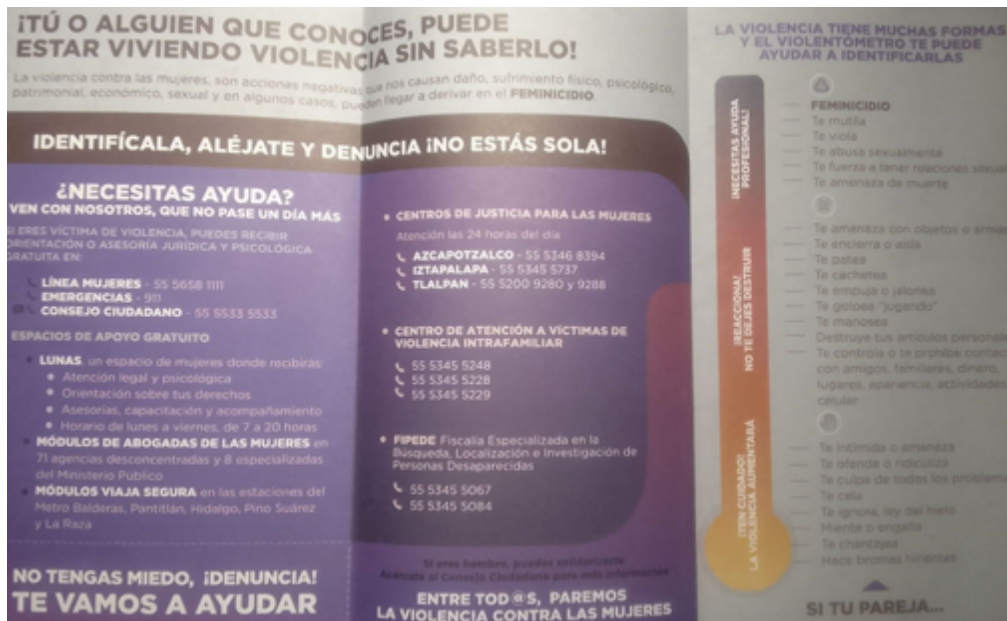 ¡TÚ O ALGUIEN QUE CONOCES, PUEDE
ESTAR VIVIENDO VIOLENCIA SIN SABERLO!
La violencia contra las mujeres, son acciones negativas que nos causan daño, sufrimiento físico, psicológico,
patrimonial, económico, sexual y en algunos casos, pueden llegar a derivar en el FEMINICIDIO.
IDENTIFÍCALA, ALÉJATE Y DENUNCIA ¡NO ESTÁS SOLA!
¿NECESITAS AYUDA?
VEN CON NOSOTROS, QUE NO PASE UN DÍA MÁS
SI ERES VÍCTIMA DE VIOLENCIA, PUEDES RECIBIR
ORIENTACIÓN O ASESORÍA JURÍDICA Y PSICOLÓGICA
GRATUITA EN:
LÍNEA MUJERES - 55 5658 1111
EMERGENCIAS - 911
CONSEJO CIUDADANO - 55 5533 5533
ESPACIOS DE APOYO GRATUITO
• LUNAS, un espacio de mujeres donde recibirás:
• Atención legal y psicológica
• Orientación sobre tus derechos
• Asesorías, capacitación y acompañamiento
• Horario de lunes a viernes, de 7 a 20 horas
• MÓDULOS DE ABOGADAS DE LAS MUJERES en
71 agencias desconcentradas y 8 especializadas
del Ministerio Público
• MÓDULOS VIAJA SEGURA en las estaciones del
Metro Balderas, Pantitlán, Hidalgo, Pino Suárez
y La Raza
NO TENGAS MIEDO, ¡DENUNCIA!
TE VAMOS A AYUDAR
• CENTROS DE JUSTICIA PARA LAS MUJERES
Atención las 24 horas del día
AZCAPOTZALCO - 55 5346 8394
IZTAPALAPA - 55 5345 5737
TLALPAN - 55 5200 9280 y 9288
• CENTRO DE ATENCIÓN A VÍCTIMAS DE
VIOLENCIA INTRAFAMILIAR
55 5345 5248
55 5345 5228
55 5345 5229
• FIPEDE Fiscalía Especializada en la
Búsqueda, Localización e Investigación de
Personas Desaparecidas
55 5345 5067
55 5345 5084
Si eres hombre, puedes solidarizarte
Acércate al Consejo Ciudadano para más información
ENTRE TOD@S, PAREMOS
LA VIOLENCIA CONTRA LAS MUJERES
LA VIOLENCIA TIENE MUCHAS FORMAS
Y EL VIOLENTÓMETRO TE PUEDE
AYUDAR A IDENTIFICARLAS
¡NECESITAS AYUDA
PROFESIONAL!
FEMINICIDIO
Te mutila
Te viola
Te abusa sexualmente
Te fuerza a tener relaciones sexua
Te amenaza de muerte
¡REACCIONA!
NO TE DEJES DESTRUIR
Te amenaza con objetos o armas
Te encierra o aísla
Te patea
Te cachetea
Te empuja o jalonea
Te golpea "jugando"
Te manosea
Destruye tus artículos personale
Te controla o te prohíbe contac
con amigos, familiares, dinero,
lugares, apariencia, actividades
celular
¡TEN CUIDADO!
LA VIOLENCIA AUMENTARÁ
Te intimida o amenaza
Te ofende o ridiculiza
Te culpa de todos los problema
Te cela
Te ignora, ley del hielo
Miente o engaña
Te chantajea
Hace bromas hirientes
SI TU PAREJA...